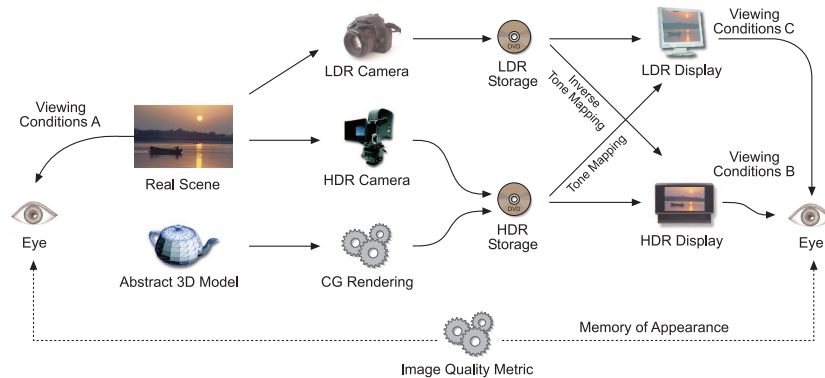 Viewing
Conditions C
LDR Camera
LDR
Storage
LDR Display
DVD
Viewing
Conditions A
Inverse
Tone Mapping
Tone Mapping
Real Scene
HDR Camera
Viewing
Conditions B
DVD
Eye
Abstract 3D Model
CG Rendering
HDR
Storage
HDR Display
Eye
Memory of Appearance
Image Quality Metric